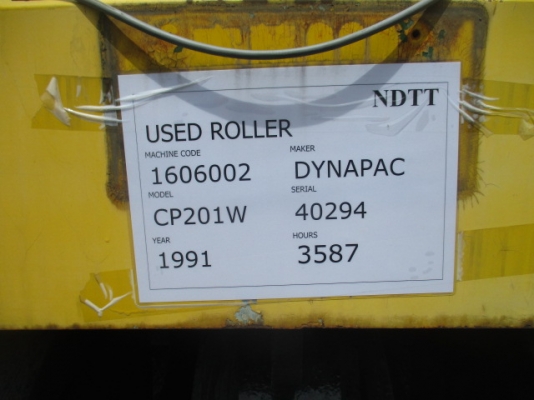 NDTT
USED ROLLER
MACHINE CODE MAKER
1606002 DYNAPAC
MODEL SERIAL
CP201W 40294
YEAR HOURS
1991 3587